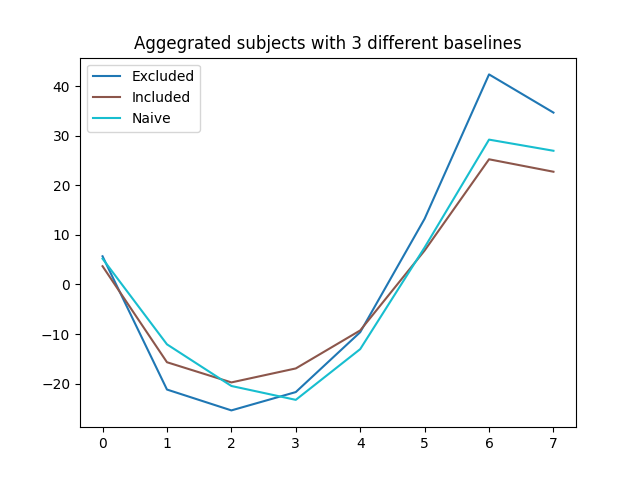 Aggegrated subjects with 3 different baselines
Excluded
Included
Naive
40
30
20
10
0
−10
−20
0 1 2 3 4 5 6 7